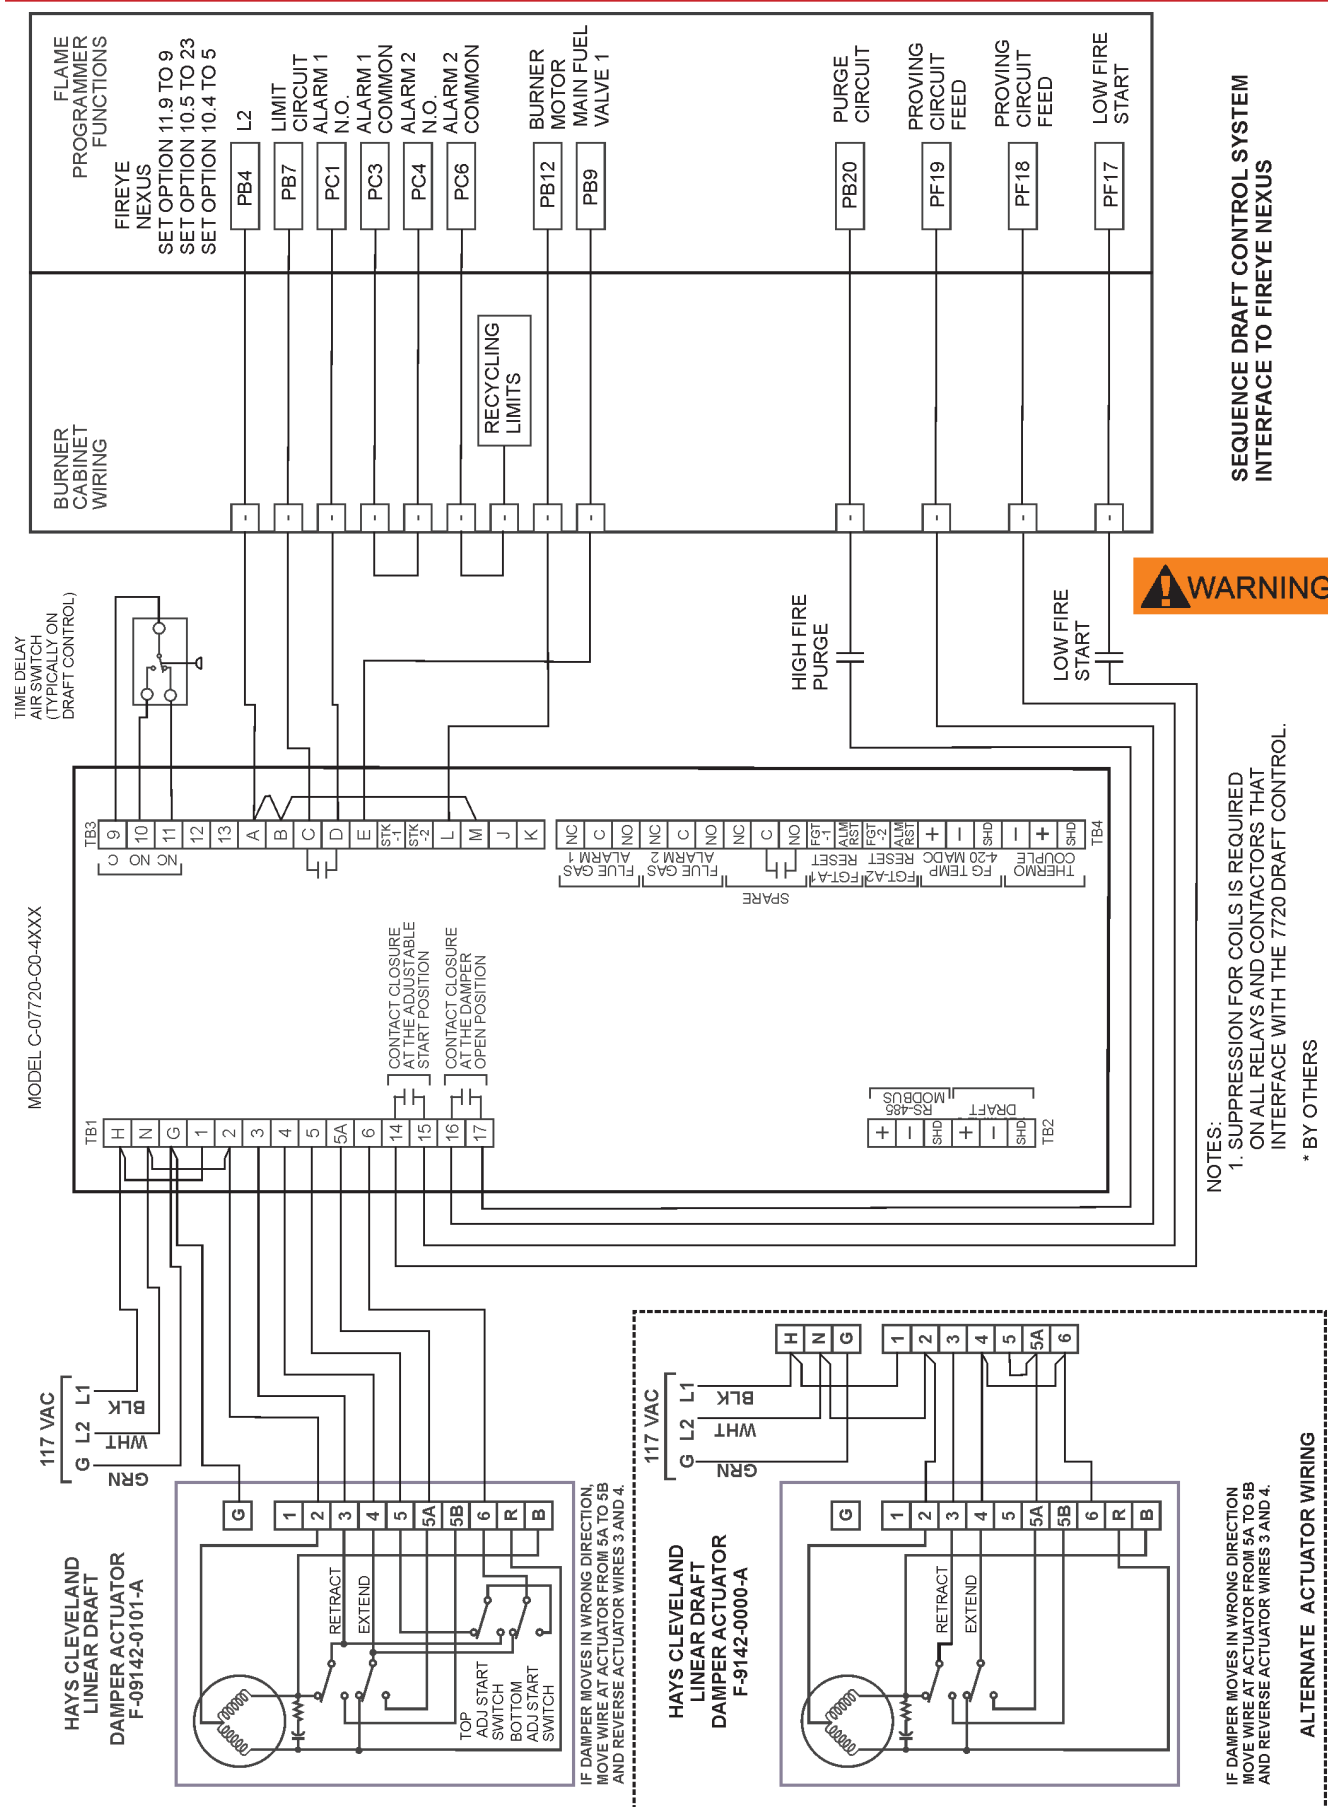 FLAME
PROGRAMMER
FUNCTIONS
FIREYE
NEXUS
SET OPTION 11.9 TO 9
SET OPTION 10.5 TO 23
SET OPTION 10.4 TO 5
PB4 L2
PB7 LIMIT
CIRCUIT
PC1 ALARM 1
N.O.
PC3 ALARM 1
COMMON
PC4 ALARM 2
N.O.
PC6 ALARM 2
COMMON
PB12 BURNER
MOTOR
PB9 MAIN FUEL
VALVE 1
PB20 PURGE
CIRCUIT
PF19 PROVING
CIRCUIT
FEED
PF18 PROVING
CIRCUIT
FEED
PF17 LOW FIRE
START
BURNER
CABINET
WIRING
RECYCLING
LIMITS
- - - - - - - - - - - - -
SEQUENCE DRAFT CONTROL SYSTEM
INTERFACE TO FIREYE NEXUS
WARNING
TIME DELAY
AIR SWITCH
(TYPICALLY ON
DRAFT CONTROL)
HIGH FIRE
PURGE
LOW FIRE
START
MODEL C-07720-C0-4XXX
TB3
9 10 11 12 13 A B C D E STK-1 STK-2 L M J K
C NO NC
NC C NO NC C NO NC C NO FGT-1 ALM RST FGT-2 ALM RST + - SHD - + SHD
TB4
FLUE GAS
ALARM 1
FLUE GAS
ALARM 2
SPARE
FGT-A1
RESET
FGT-A2
RESET
FG TEMP
4-20 MADC
THERMO
COUPLE
CONTACT CLOSURE
AT THE ADJUSTABLE
START POSITION
CONTACT CLOSURE
AT THE DAMPER
OPEN POSITION
TB1
H N G 1 2 3 4 5 5A 6 14 15 16 17
RS-485
MODBUS
DRAFT
+ - SHD + - SHD
TB2
NOTES:
1. SUPPRESSION FOR COILS IS REQUIRED
ON ALL RELAYS AND CONTACTORS THAT
INTERFACE WITH THE 7720 DRAFT CONTROL.
* BY OTHERS
117 VAC
G L2 L1
BLK
WHT
GRN
HAYS CLEVELAND
LINEAR DRAFT
DAMPER ACTUATOR
F-09142-0101-A
G 1 2 3 4 5 5A 5B 6 R B
RETRACT
EXTEND
TOP
ADJ START
SWITCH
BOTTOM
ADJ START
SWITCH
IF DAMPER MOVES IN WRONG DIRECTION,
MOVE WIRE AT ACTUATOR FROM 5A TO 5B
AND REVERSE ACTUATOR WIRES 3 AND 4.
117 VAC
G L2 L1
BLK
WHT
GRN
H N G 1 2 3 4 5 5A 6
HAYS CLEVELAND
LINEAR DRAFT
DAMPER ACTUATOR
F-9142-0000-A
G 1 2 3 4 5 5A 5B 6 R B
RETRACT
EXTEND
IF DAMPER MOVES IN WRONG DIRECTION
MOVE WIRE AT ACTUATOR FROM 5A TO 5B
AND REVERSE ACTUATOR WIRES 3 AND 4.
ALTERNATE ACTUATOR WIRING